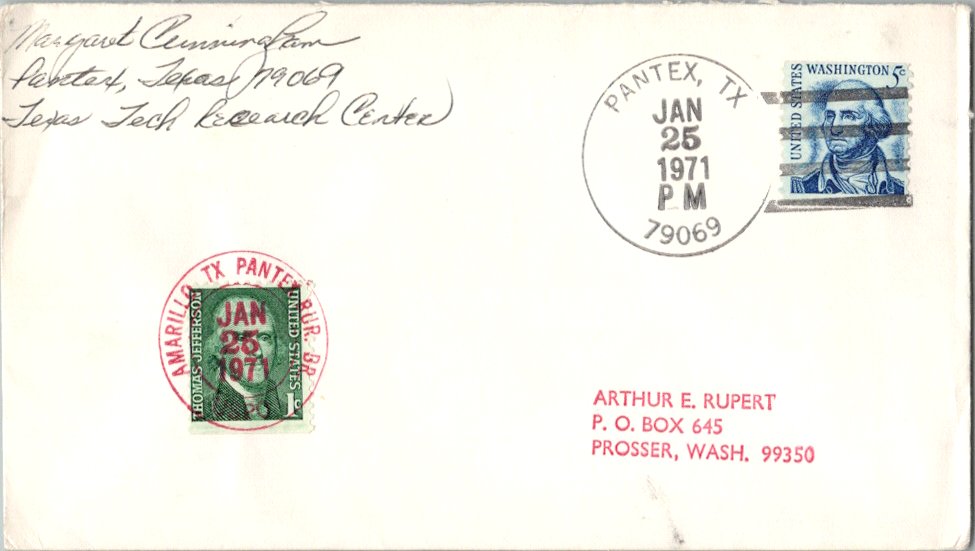 Margaret Cunningham
Pantex, Texas 79069
Texas Tech Research Center
PANTEX, TX
JAN
25
1971
PM
79069
UNITED STATES
WASHINGTON 5c
AMARILLO, TX PANTEX RUR. BR.
JAN
25
1971
THOMAS JEFFERSON
UNITED STATES
1c
ARTHUR E. RUPERT
P. O. BOX 645
PROSSER, WASH. 99350